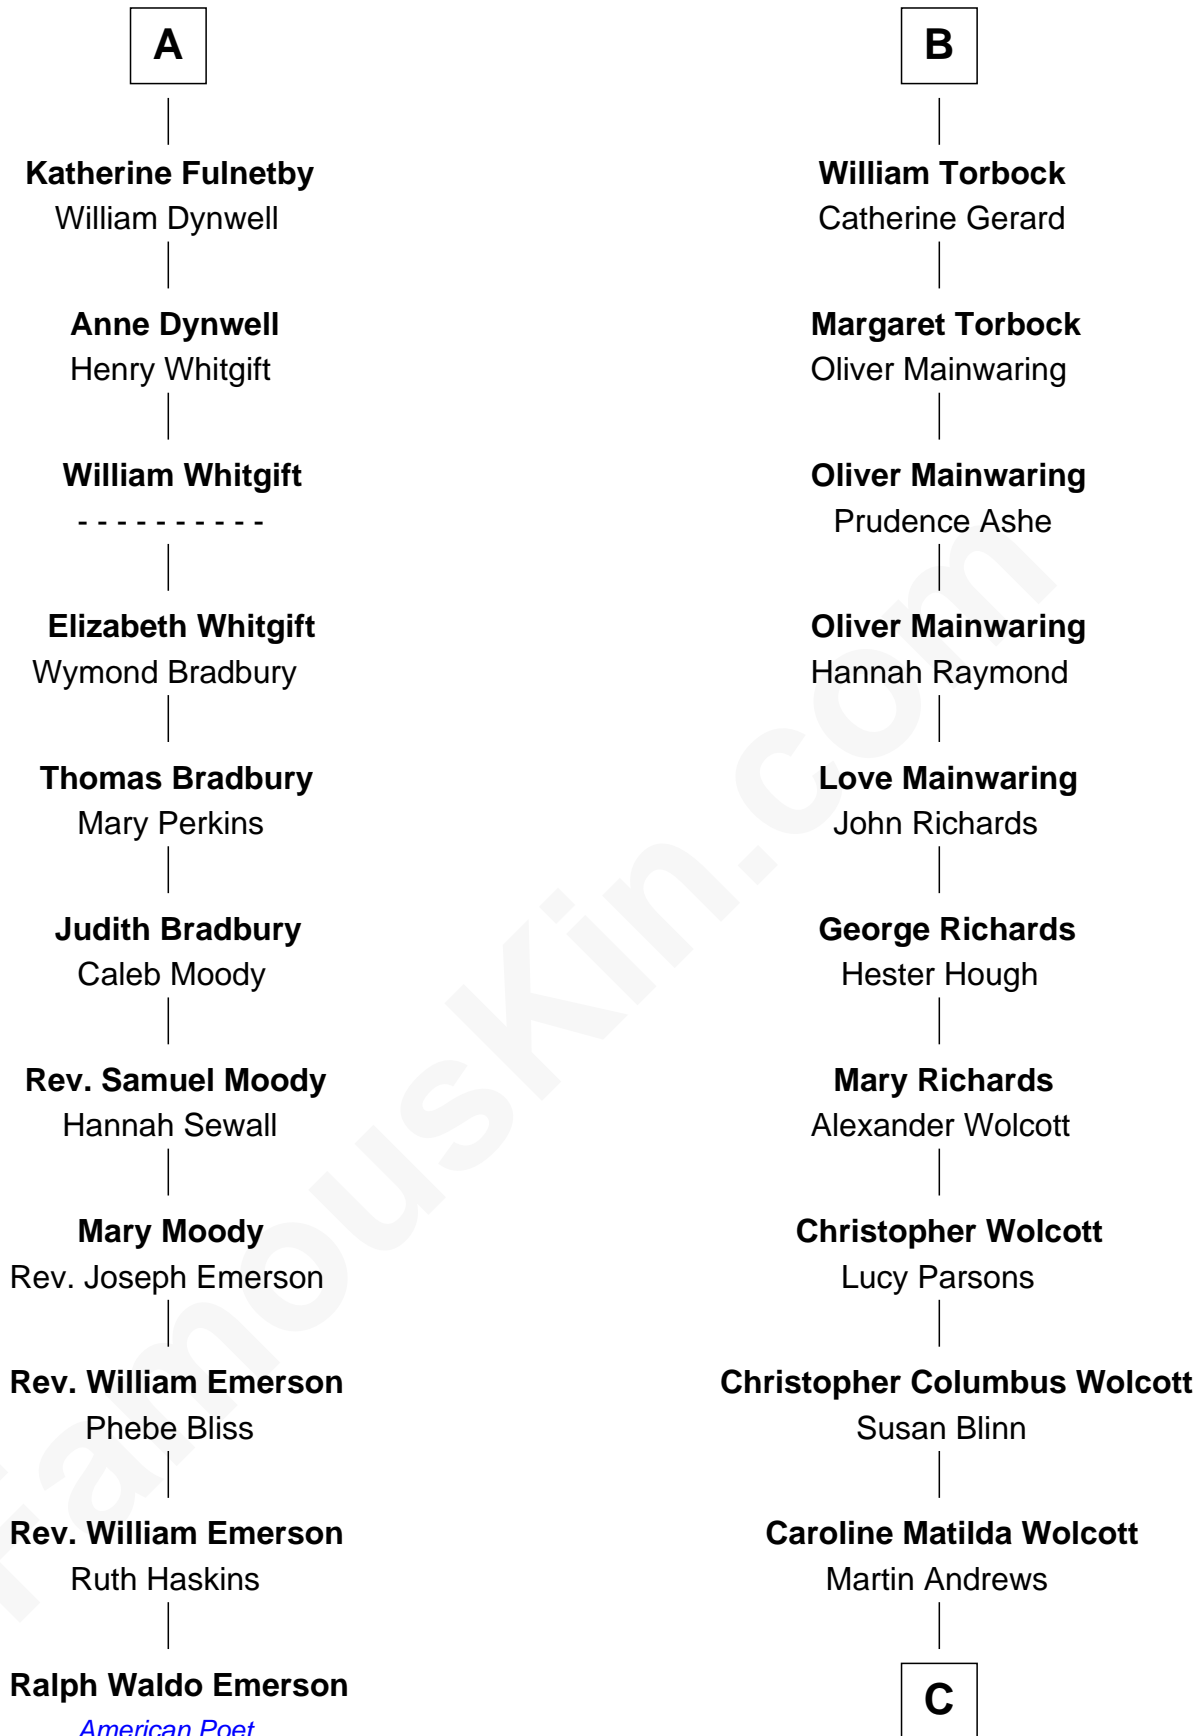 A
Katherine Fulnetby
William Dynwell
Anne Dynwell
Henry Whitgift
William Whitgift
- - - - - - - - - -
Elizabeth Whitgift
Wymond Bradbury
Thomas Bradbury
Mary Perkins
Judith Bradbury
Caleb Moody
Rev. Samuel Moody
Hannah Sewall
Mary Moody
Rev. Joseph Emerson
Rev. William Emerson
Phebe Bliss
Rev. William Emerson
Ruth Haskins
Ralph Waldo Emerson
American Poet
B
William Torbock
Catherine Gerard
Margaret Torbock
Oliver Mainwaring
Oliver Mainwaring
Prudence Ashe
Oliver Mainwaring
Hannah Raymond
Love Mainwaring
John Richards
George Richards
Hester Hough
Mary Richards
Alexander Wolcott
Christopher Wolcott
Lucy Parsons
Christopher Columbus Wolcott
Susan Blinn
Caroline Matilda Wolcott
Martin Andrews
C
FamousKin.com